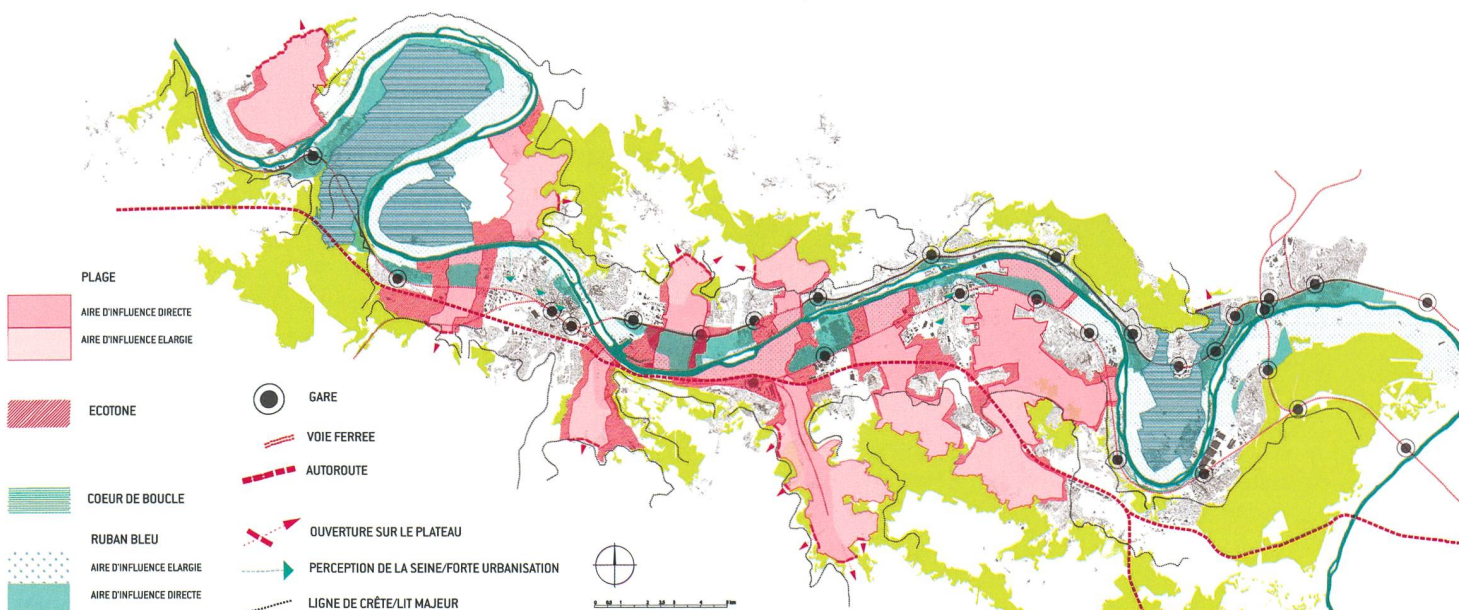 PLAGE
AIRE D'INFLUENCE DIRECTE
AIRE D'INFLUENCE ELARGIE
ECOTONE
COEUR DE BOUCLE
RUBAN BLEU
AIRE D'INFLUENCE ELARGIE
AIRE D'INFLUENCE DIRECTE
GARE
VOIE FERREE
AUTOROUTE
OUVERTURE SUR LE PLATEAU
PERCEPTION DE LA SEINE/FORTE URBANISATION
LIGNE DE CRÊTE/LIT MAJEUR